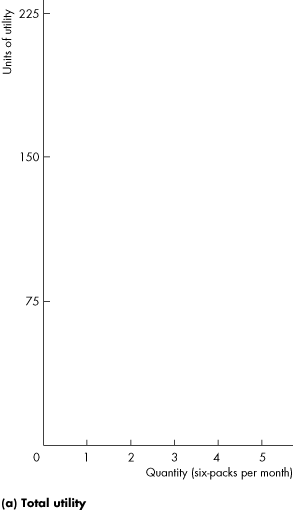 Units of utility
225
150
75
0 1 2 3 4 5
Quantity (six-packs per month)
(a) Total utility